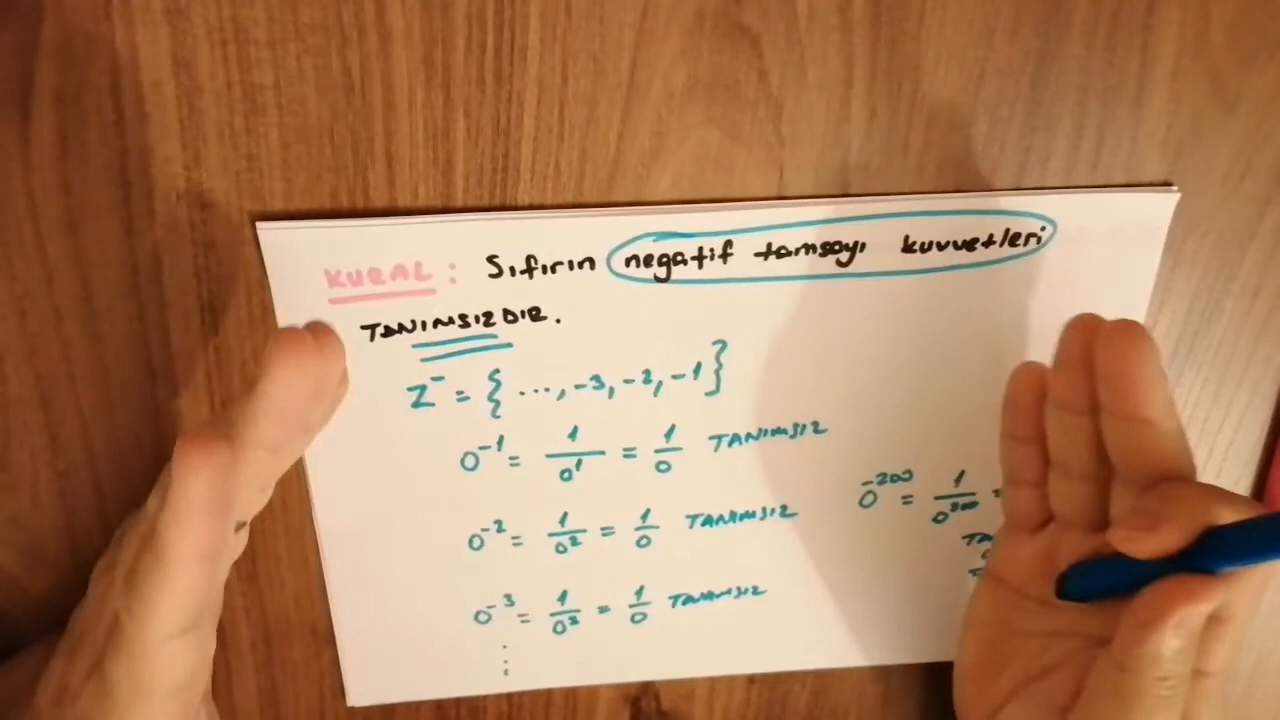 KURAL: Sıfırın negatif tamsayı kuvvetleri
TANIMSIZDIR.
Z⁻ = { ..., -3, -2, -1 }
0⁻¹ = 1/0¹ = 1/0 TANIMSIZ
0⁻²⁰⁰ = 1/0²⁰⁰ =
0⁻² = 1/0² = 1/0 TANIMSIZ
0⁻³ = 1/0³ = 1/0 TANIMSIZ
⋮